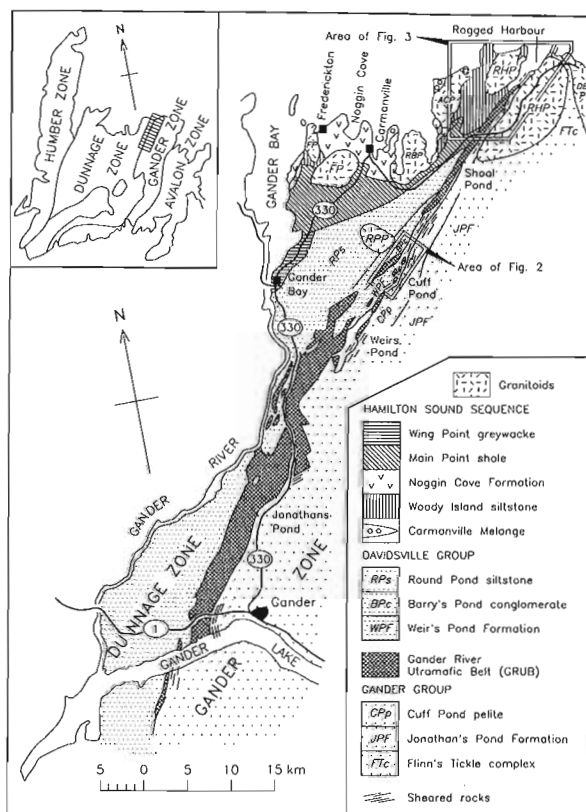 Area of Fig. 3
Ragged Harbour
N
HUMBER ZONE
DUNNAGE ZONE
GANDER ZONE
AVALON ZONE
GANDER BAY
Fredericton
Noggin Cove
Carmanville
FP
FP
RBP
ACP
RHP
RHP
FTc
Shoal Pond
JPF
330
RPs
RPP
BPc
WPF
CPp
Area of Fig. 2
Cuff Pond
JPF
Gander Bay
330
Weirs Pond
N
GANDER RIVER
Jonathans Pond
330
DUNNAGE ZONE
GANDER ZONE
Gander
1
GANDER LAKE
5 0 5 10 15 km
Granitoids
HAMILTON SOUND SEQUENCE
Wing Point greywacke
Main Point shale
Noggin Cove Formation
Woody Island siltstone
Carmanville Melange
DAVIDSVILLE GROUP
RPs Round Pond siltstone
BPc Barry's Pond conglomerate
WPF Weir's Pond Formation
Gander River
Utramafic Belt (GRUB)
GANDER GROUP
CPp Cuff Pond pelite
JPF Jonathan's Pond Formation
FTc Flinn's Tickle complex
Sheared rocks